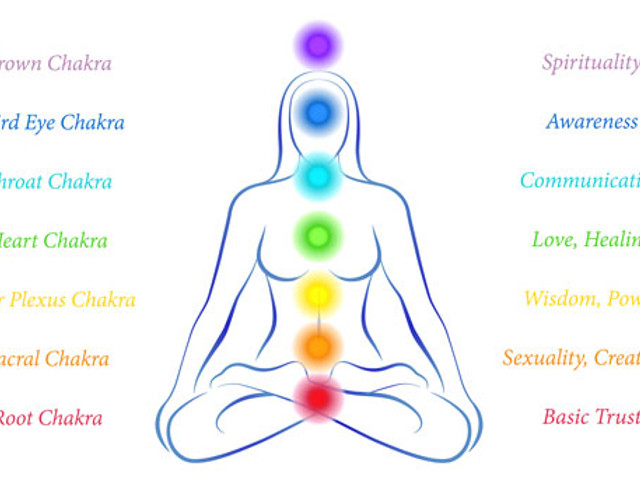 rown Chakra Spirituality
rd Eye Chakra Awareness
hroat Chakra Communicati
Heart Chakra Love, Healin
r Plexus Chakra Wisdom, Pow
acral Chakra Sexuality, Creat
Root Chakra Basic Trust